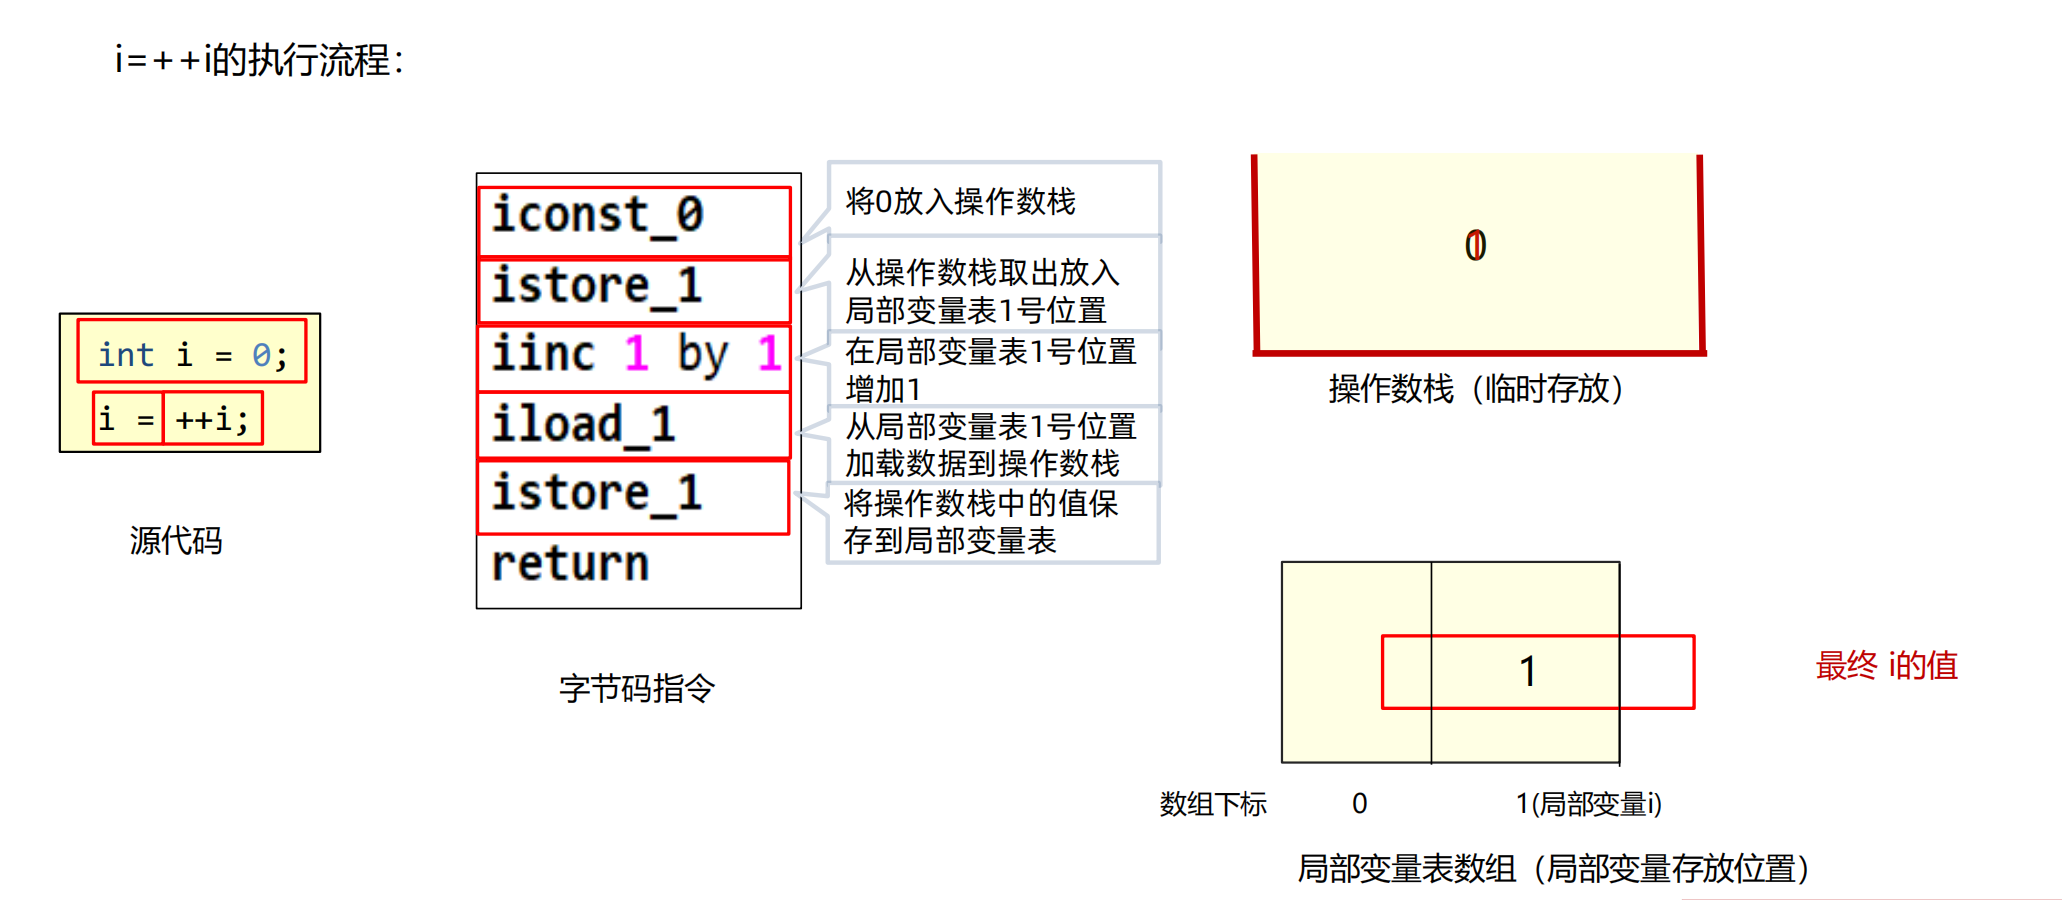 i=++i的执行流程：
int i = 0;
i = ++i;
源代码
iconst_0
istore_1
iinc 1 by 1
iload_1
istore_1
return
字节码指令
将0放入操作数栈
从操作数栈取出放入
局部变量表1号位置
在局部变量表1号位置
增加1
从局部变量表1号位置
加载数据到操作数栈
将操作数栈中的值保
存到局部变量表
操作数栈（临时存放）
1
最终 i的值
数组下标 0 1(局部变量i)
局部变量表数组（局部变量存放位置）